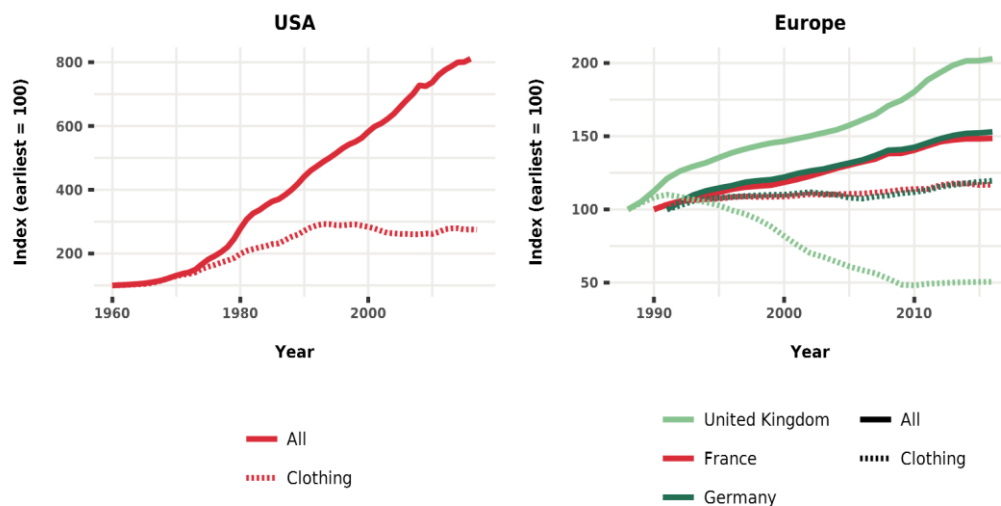 USA
Index (earliest = 100)
800
600
400
200
1960
1980
2000
Year
All
Clothing
Europe
Index (earliest = 100)
200
150
100
50
1990
2000
2010
Year
United Kingdom
France
Germany
All
Clothing